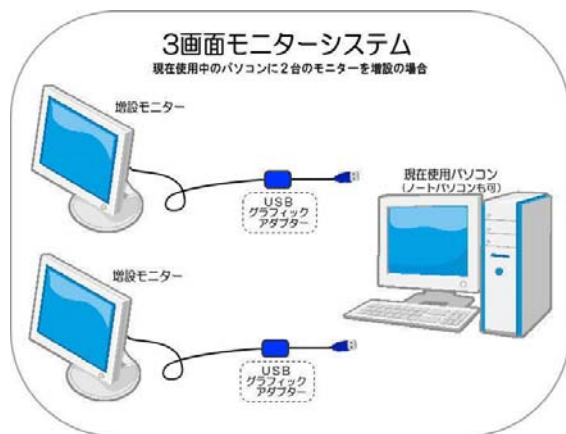 3画面モニターシステム
現在使用中のパソコンに2台のモニターを増設の場合
増設モニター
現在使用パソコン
(ノートパソコンも可)
USB
グラフィック
アダプター
増設モニター
USB
グラフィック
アダプター